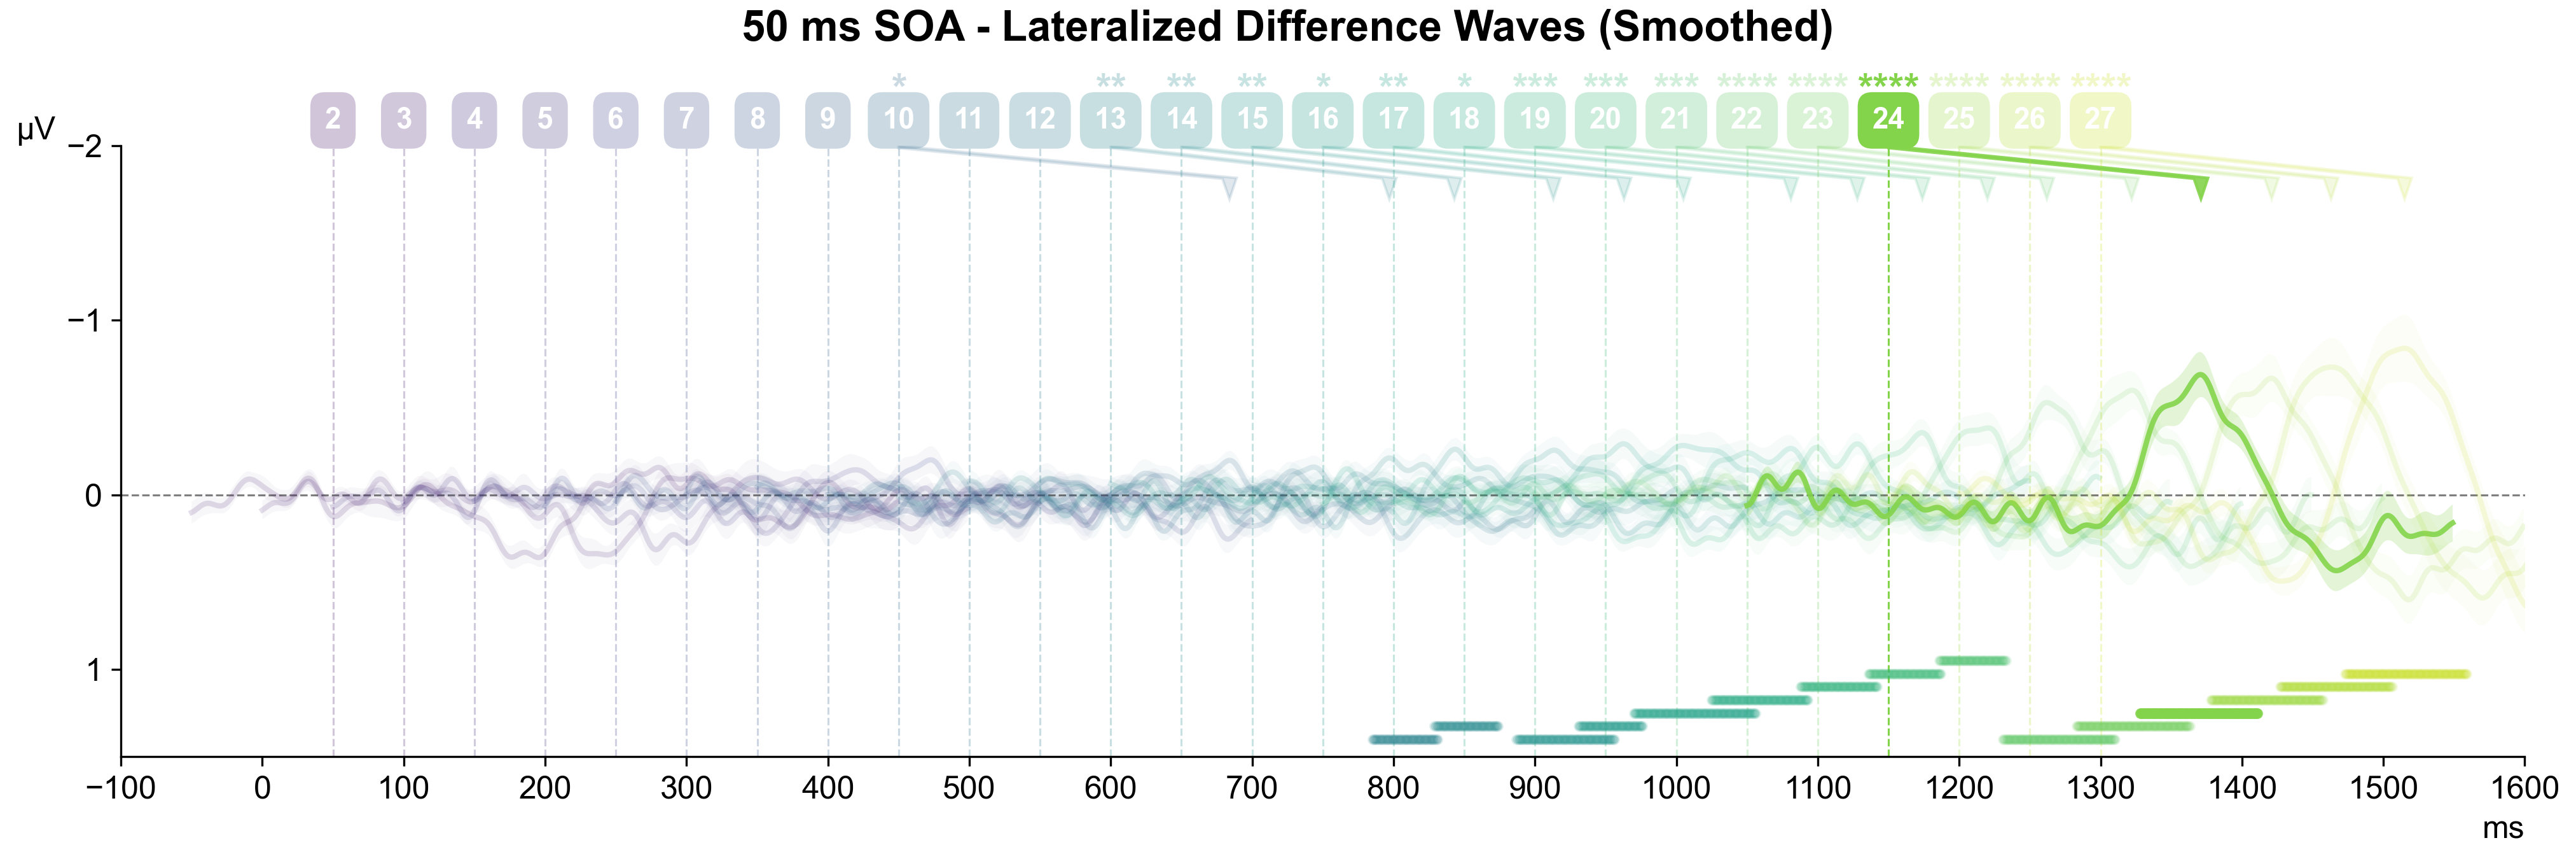 50 ms SOA - Lateralized Difference Waves (Smoothed)
* ** ** ** * ** * *** *** *** **** **** **** **** **** ****
2 3 4 5 6 7 8 9 10 11 12 13 14 15 16 17 18 19 20 21 22 23 24 25 26 27
µV
−2
−1
0
1
−100 0 100 200 300 400 500 600 700 800 900 1000 1100 1200 1300 1400 1500 1600
ms